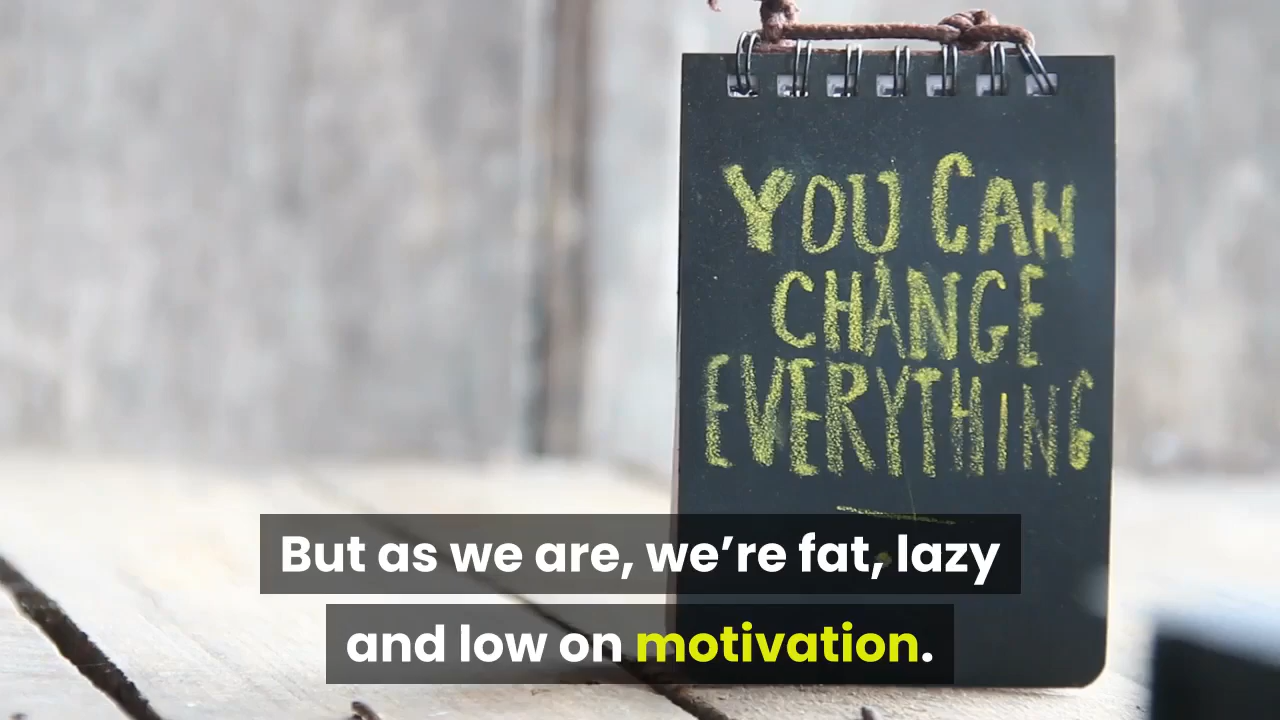 YOU CAN
CHANGE
EVERYTHING
But as we are, we’re fat, lazy
and low on motivation.